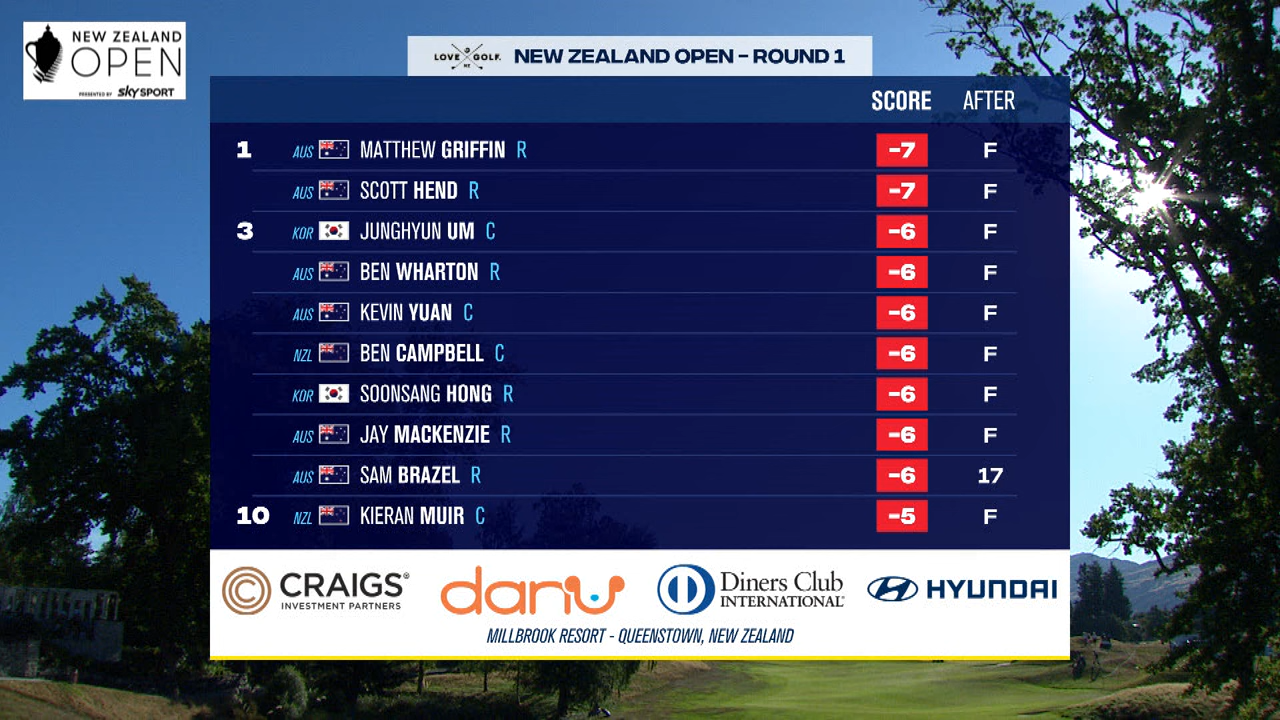 NEW ZEALAND
OPEN
PRESENTED BY sky SPORT
LOVE GOLF. NZ
NEW ZEALAND OPEN – ROUND 1
SCORE AFTER
1 AUS MATTHEW GRIFFIN R -7 F
AUS SCOTT HEND R -7 F
3 KOR JUNGHYUN UM C -6 F
AUS BEN WHARTON R -6 F
AUS KEVIN YUAN C -6 F
NZL BEN CAMPBELL C -6 F
KOR SOONSANG HONG R -6 F
AUS JAY MACKENZIE R -6 F
AUS SAM BRAZEL R -6 17
10 NZL KIERAN MUIR C -5 F
CRAIGS®
INVESTMENT PARTNERS
danu
Diners Club
INTERNATIONAL®
HYUNDAI
MILLBROOK RESORT - QUEENSTOWN, NEW ZEALAND